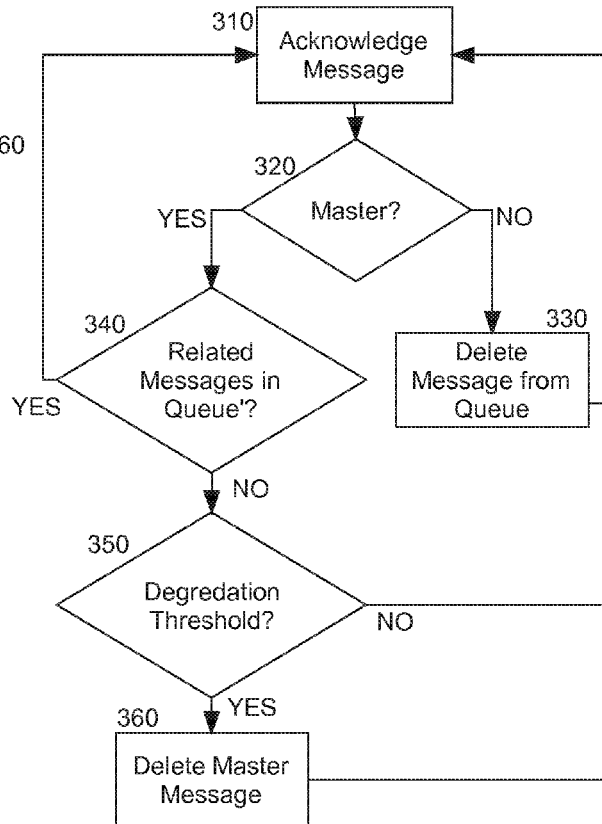 310
Acknowledge
Message
60
320
Master?
YES
NO
340
330
Related
Messages in
Queue'?
Delete
Message from
Queue
YES
NO
350
Degredation
Threshold?
NO
YES
360
Delete Master
Message